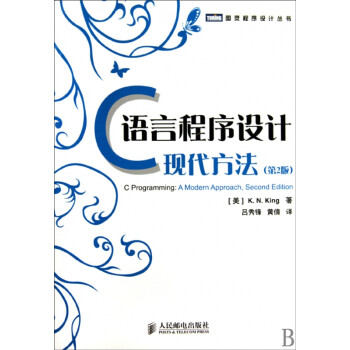 TURING 图灵程序设计丛书
C语言程序设计
现代方法(第2版)
C Programming: A Modern Approach, Second Edition
[美] K. N. King 著
吕秀锋 黄倩 译
人民邮电出版社
POSTS & TELECOM PRESS
B